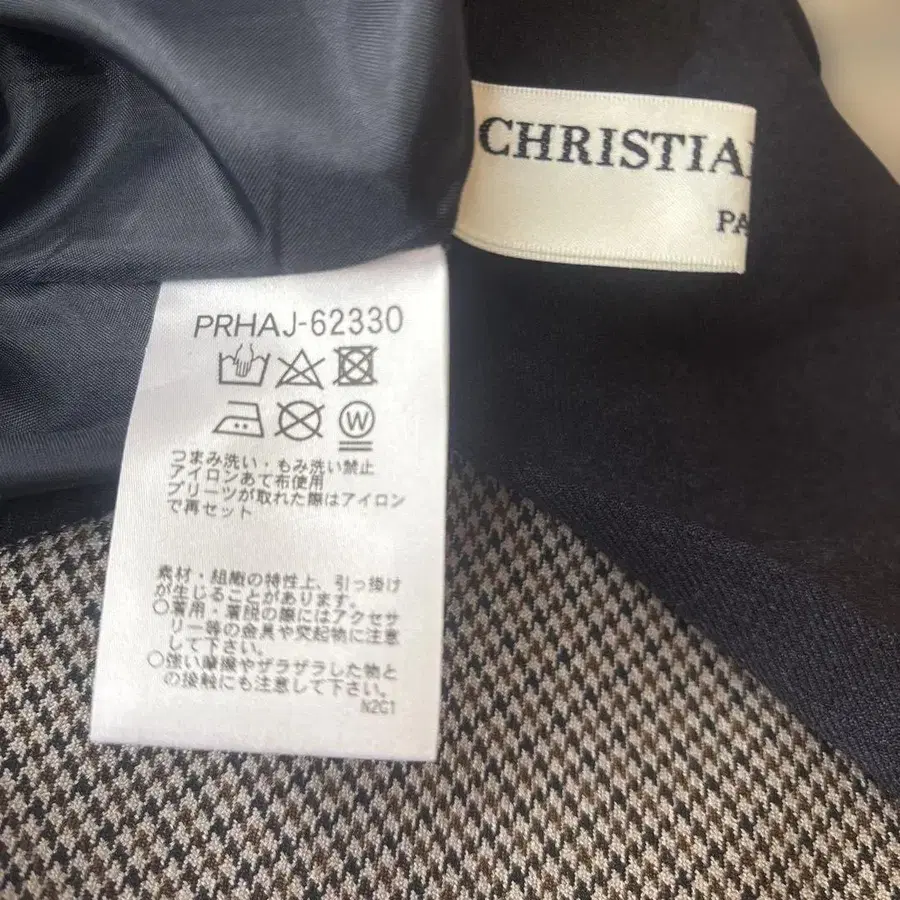 CHRISTIA
PA
PRHAJ-62330
W
つまみ洗い・もみ洗い禁止
アイロンあて布使用
プリーツが取れた際はアイロン
で再セット
素材・組織の特性上、引っ掛け
が生じることがあります。
○着用・着脱の際にはアクセサ
リー等の金具や突起物に注意
して下さい。
○強い摩擦やザラザラした物と
の接触にも注意して下さい。
N2C1